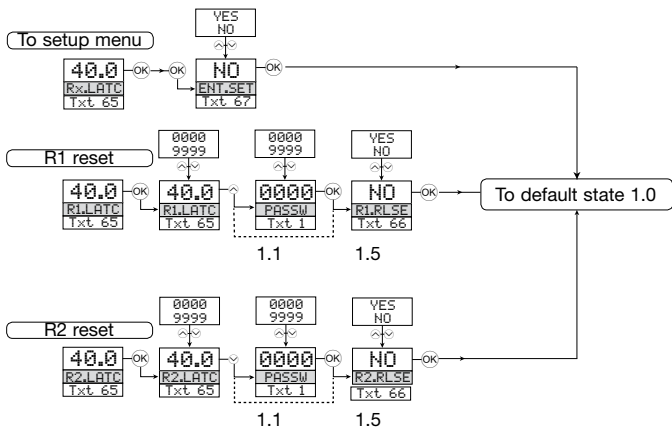 YES
NO
To setup menu
40.0 OK OK NO OK
Rx.LATC ENT.SET
Txt 65 Txt 67
0000 0000 YES
9999 9999 NO
R1 reset
40.0 OK 40.0 0000 OK NO OK To default state 1.0
R1.LATC R1.LATC PASSW R1.RLSE
Txt 65 Txt 65 Txt 1 Txt 66
1.1 1.5
0000 0000 YES
9999 9999 NO
R2 reset
40.0 OK 40.0 0000 OK NO OK
R2.LATC R2.LATC PASSW R2.RLSE
Txt 65 Txt 65 Txt 1 Txt 66
1.1 1.5